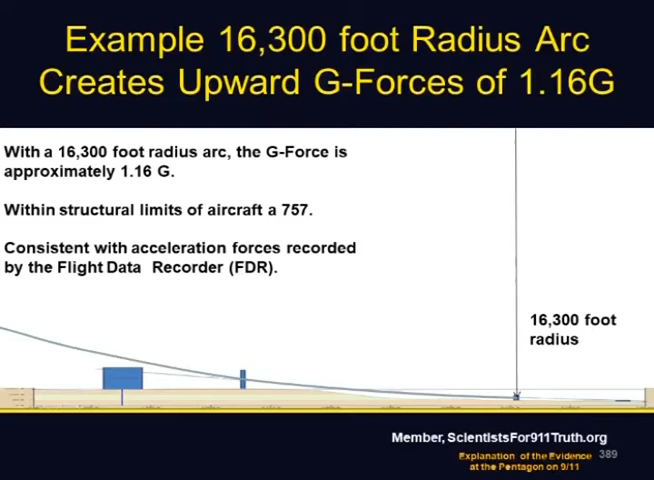 Example 16,300 foot Radius Arc
Creates Upward G-Forces of 1.16G
With a 16,300 foot radius arc, the G-Force is
approximately 1.16 G.
Within structural limits of aircraft a 757.
Consistent with acceleration forces recorded
by the Flight Data Recorder (FDR).
16,300 foot
radius
Member, ScientistsFor911Truth.org
Explanation of the Evidence
at the Pentagon on 9/11
389